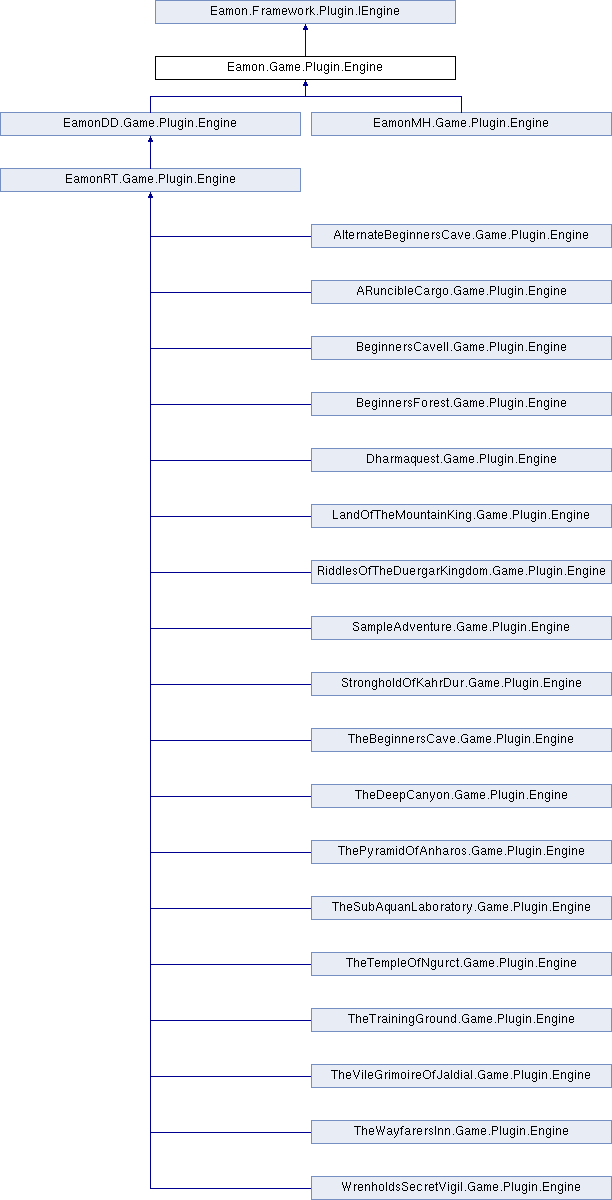 Eamon.Framework.Plugin.IEngine
Eamon.Game.Plugin.Engine
EamonDD.Game.Plugin.Engine
EamonMH.Game.Plugin.Engine
EamonRT.Game.Plugin.Engine
AlternateBeginnersCave.Game.Plugin.Engine
ARuncibleCargo.Game.Plugin.Engine
BeginnersCaveII.Game.Plugin.Engine
BeginnersForest.Game.Plugin.Engine
Dharmaquest.Game.Plugin.Engine
LandOfTheMountainKing.Game.Plugin.Engine
RiddlesOfTheDuergarKingdom.Game.Plugin.Engine
SampleAdventure.Game.Plugin.Engine
StrongholdOfKahrDur.Game.Plugin.Engine
TheBeginnersCave.Game.Plugin.Engine
TheDeepCanyon.Game.Plugin.Engine
ThePyramidOfAnharos.Game.Plugin.Engine
TheSubAquanLaboratory.Game.Plugin.Engine
TheTempleOfNgurct.Game.Plugin.Engine
TheTrainingGround.Game.Plugin.Engine
TheVileGrimoireOfJaldial.Game.Plugin.Engine
TheWayfarersInn.Game.Plugin.Engine
WrenholdsSecretVigil.Game.Plugin.Engine